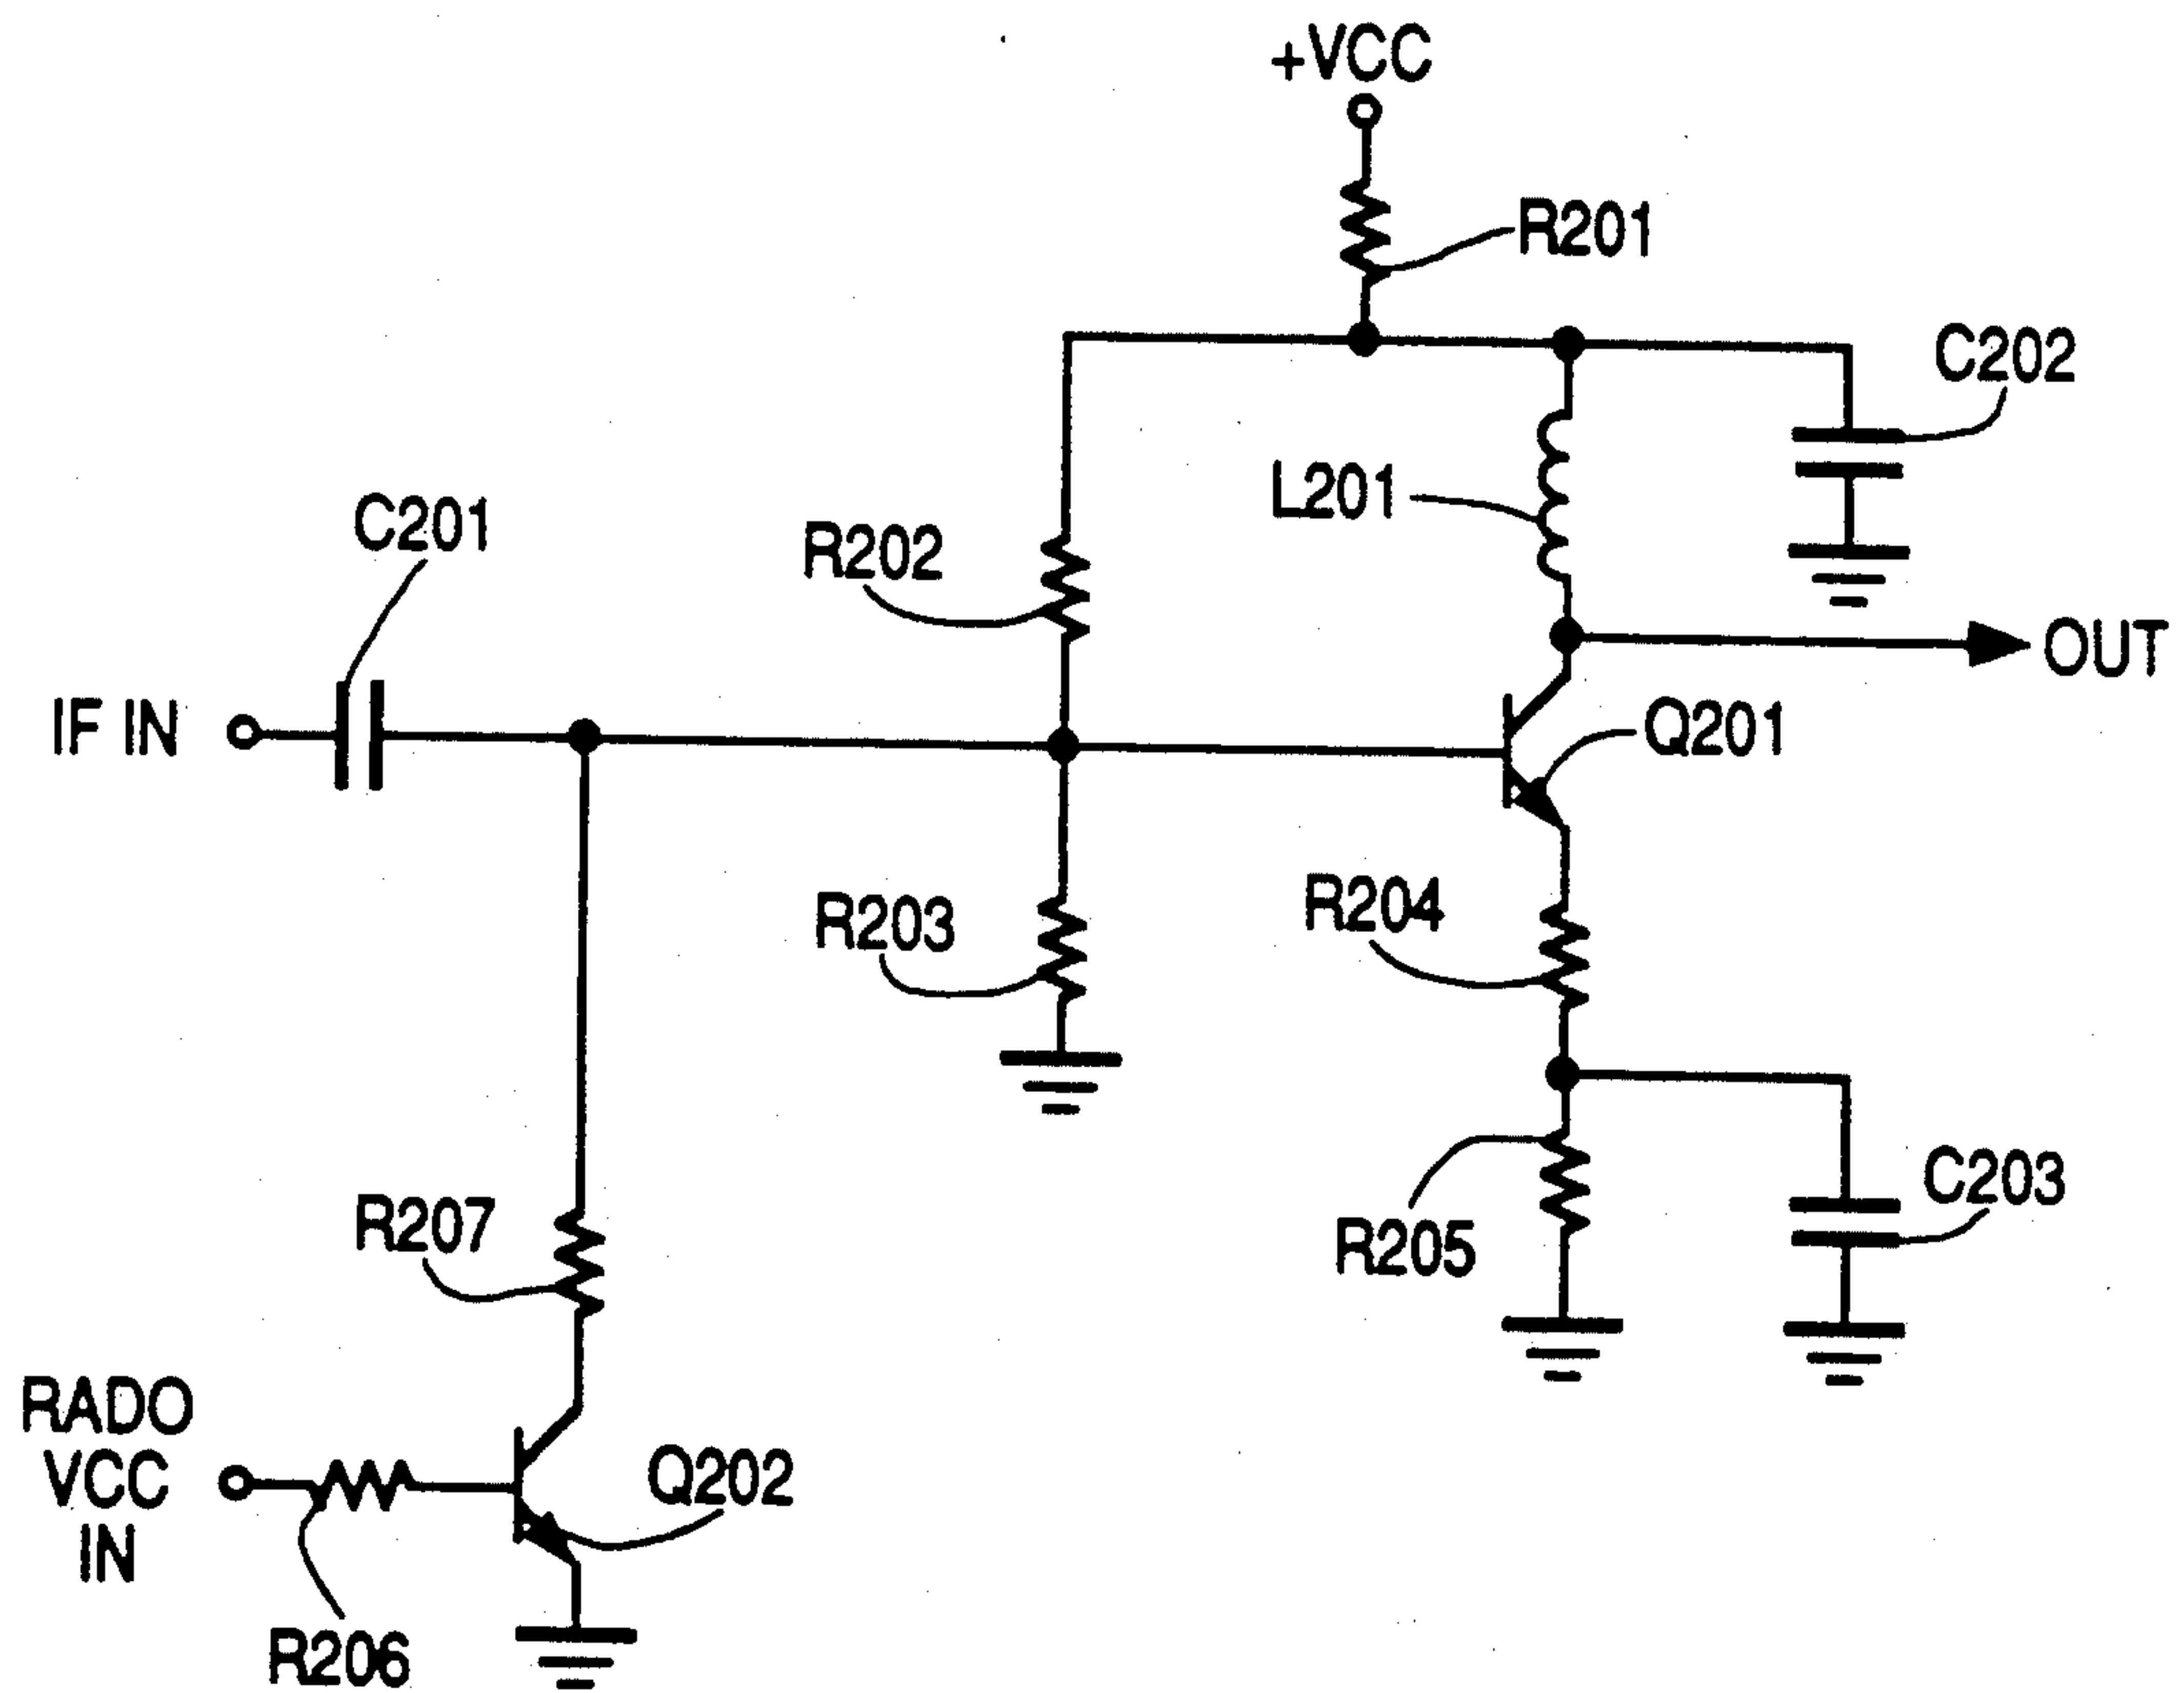 +VCC
R201
C202
L201
C201
R202
OUT
IF IN
Q201
R203
R204
C203
R207
R205
RADO
VCC
IN
Q202
R206